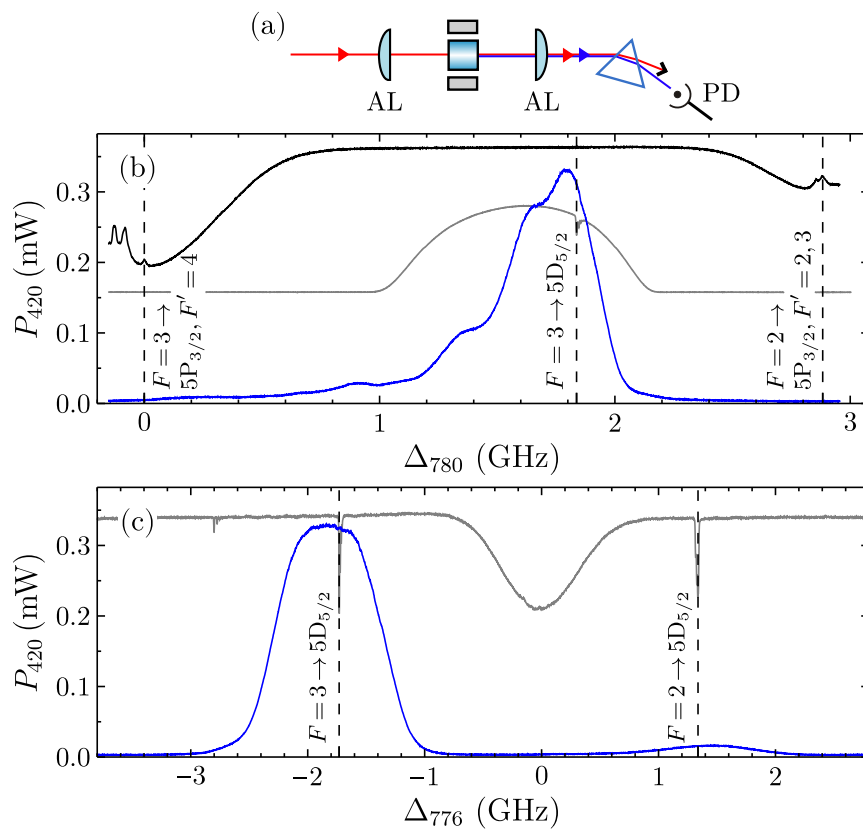 (a)
AL
AL
PD
(b)
P₄₂₀ (mW)
0.3
0.2
0.1
0.0
F = 3 →
5P₃/₂, F′ = 4
F = 3 → 5D₅/₂
F = 2 →
5P₃/₂, F′ = 2, 3
0
1
2
3
Δ₇₈₀ (GHz)
(c)
P₄₂₀ (mW)
0.3
0.2
0.1
0.0
F = 3 → 5D₅/₂
F = 2 → 5D₅/₂
−3
−2
−1
0
1
2
Δ₇₇₆ (GHz)